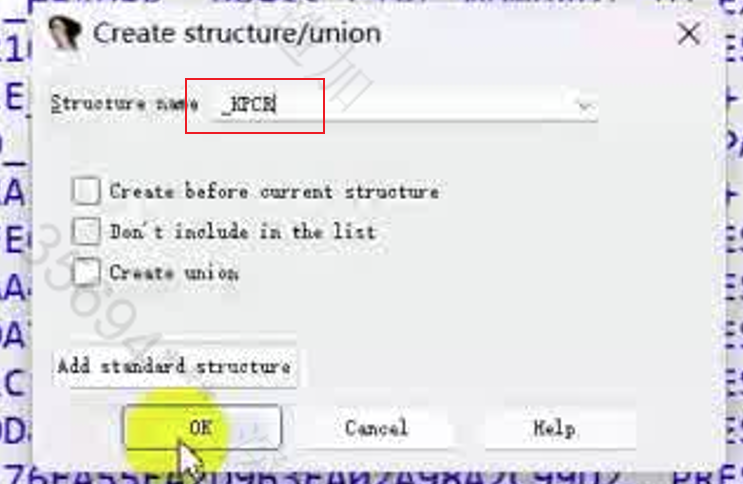 Create structure/union
Structure name _KPCR
Create before current structure
Don't include in the list
Create union
Add standard structure
OK Cancel Help